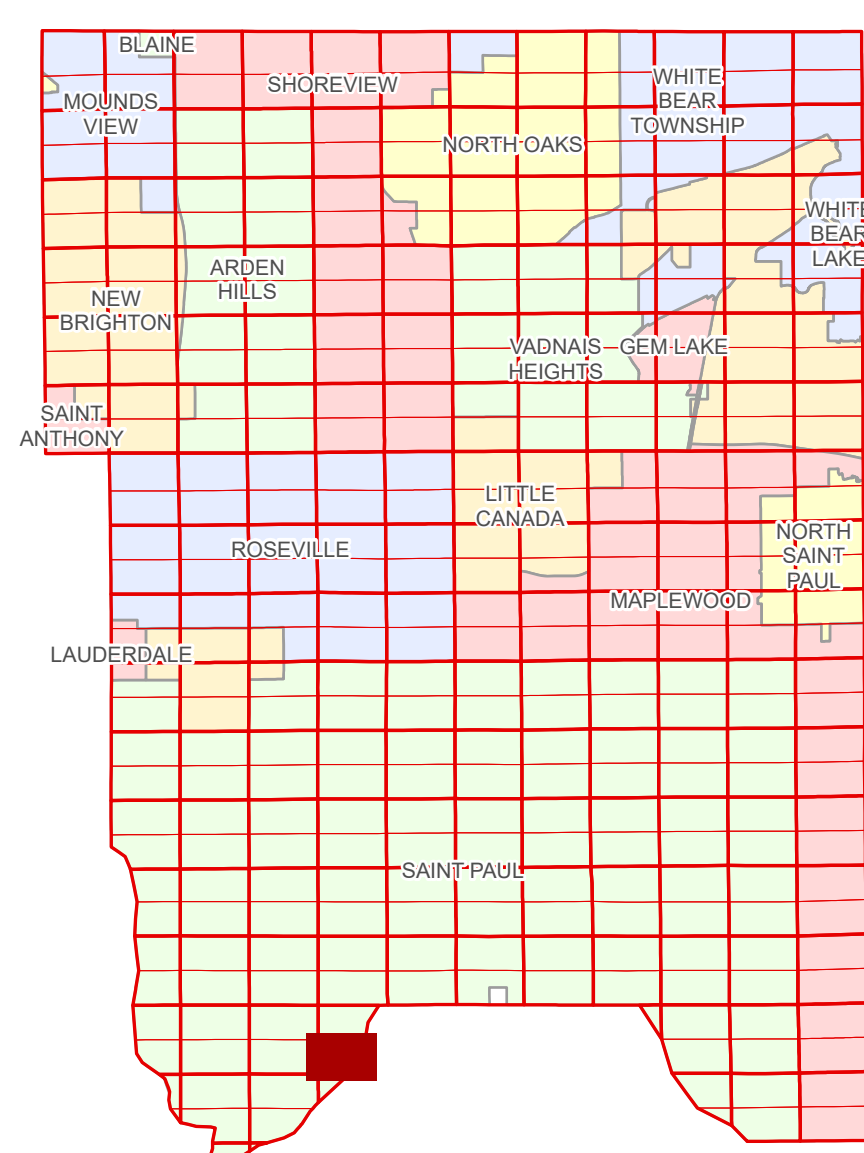 BLAINE
SHOREVIEW
MOUNDS
VIEW
WHITE
BEAR
TOWNSHIP
NORTH OAKS
WHITE
BEAR
LAKE
ARDEN
HILLS
NEW
BRIGHTON
VADNAIS
HEIGHTS
GEM LAKE
SAINT
ANTHONY
LITTLE
CANADA
ROSEVILLE
NORTH
SAINT
PAUL
MAPLEWOOD
LAUDERDALE
SAINT PAUL